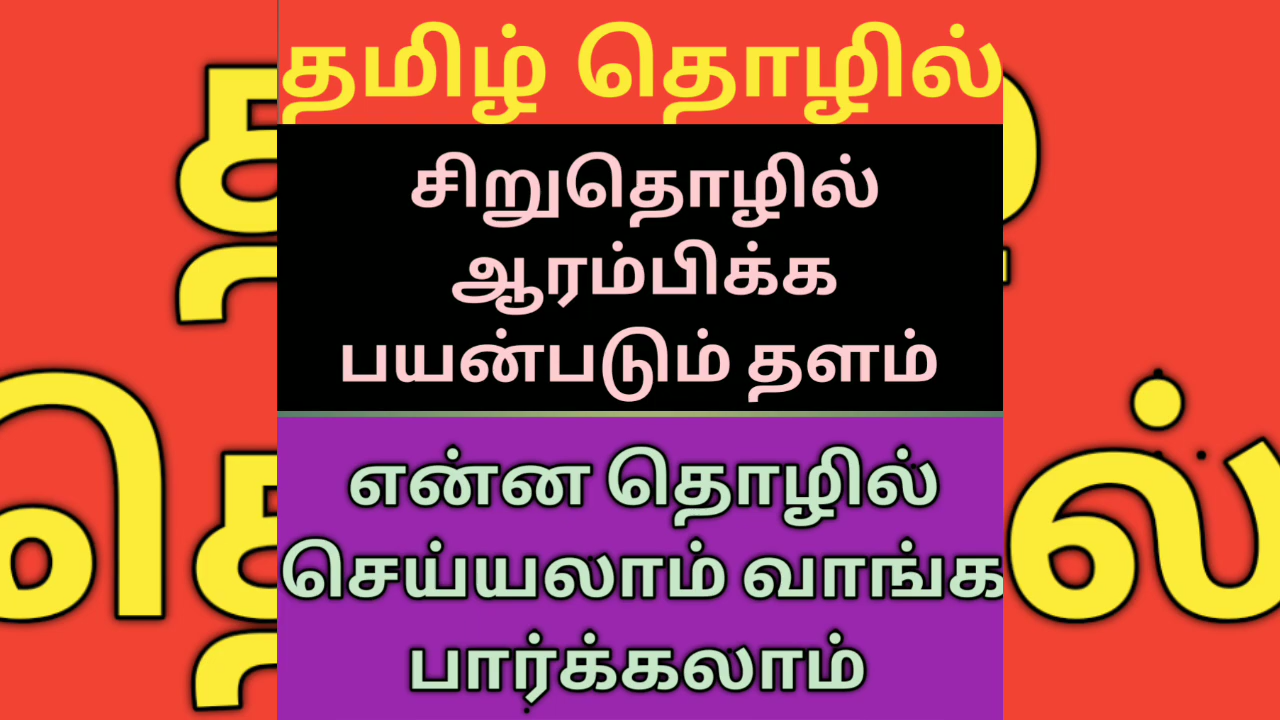 தமிழ் தொழில்
சிறுதொழில்
ஆரம்பிக்க
பயன்படும் தளம்
என்ன தொழில்
செய்யலாம் வாங்க
பார்க்கலாம்